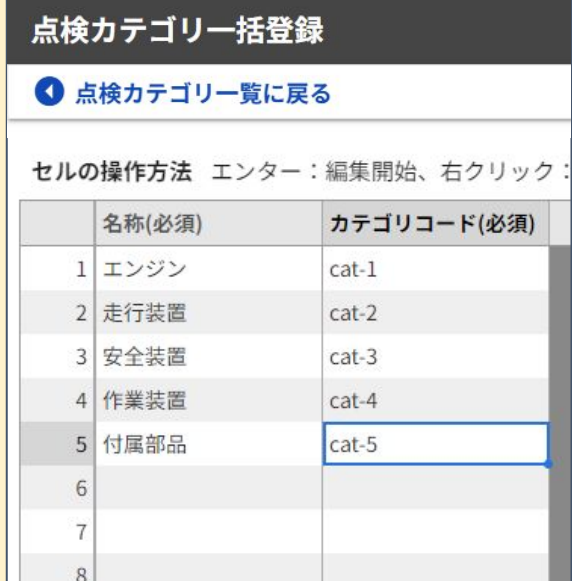 点検カテゴリ一括登録
点検カテゴリ一覧に戻る
セルの操作方法 エンター：編集開始、右クリック：
名称(必須) カテゴリコード(必須)
1 エンジン cat-1
2 走行装置 cat-2
3 安全装置 cat-3
4 作業装置 cat-4
5 付属部品 cat-5
6
7
8